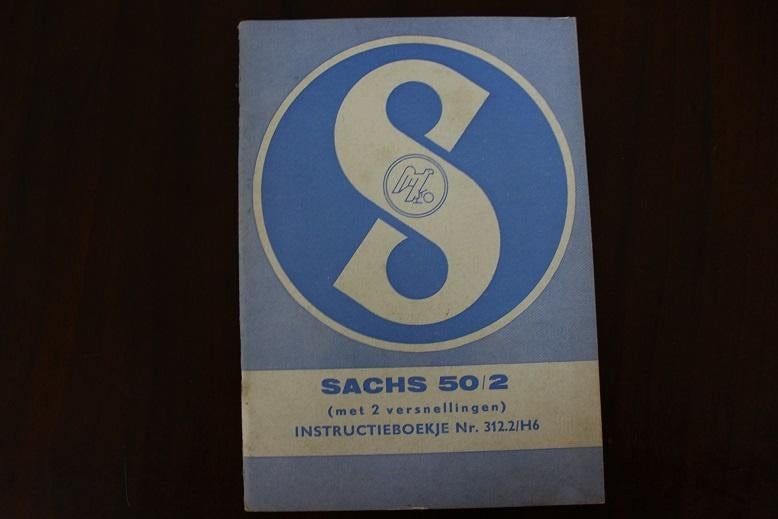 S
SACHS 50/2
(met 2 versnellingen)
INSTRUCTIEBOEKJE Nr. 312.2/H6